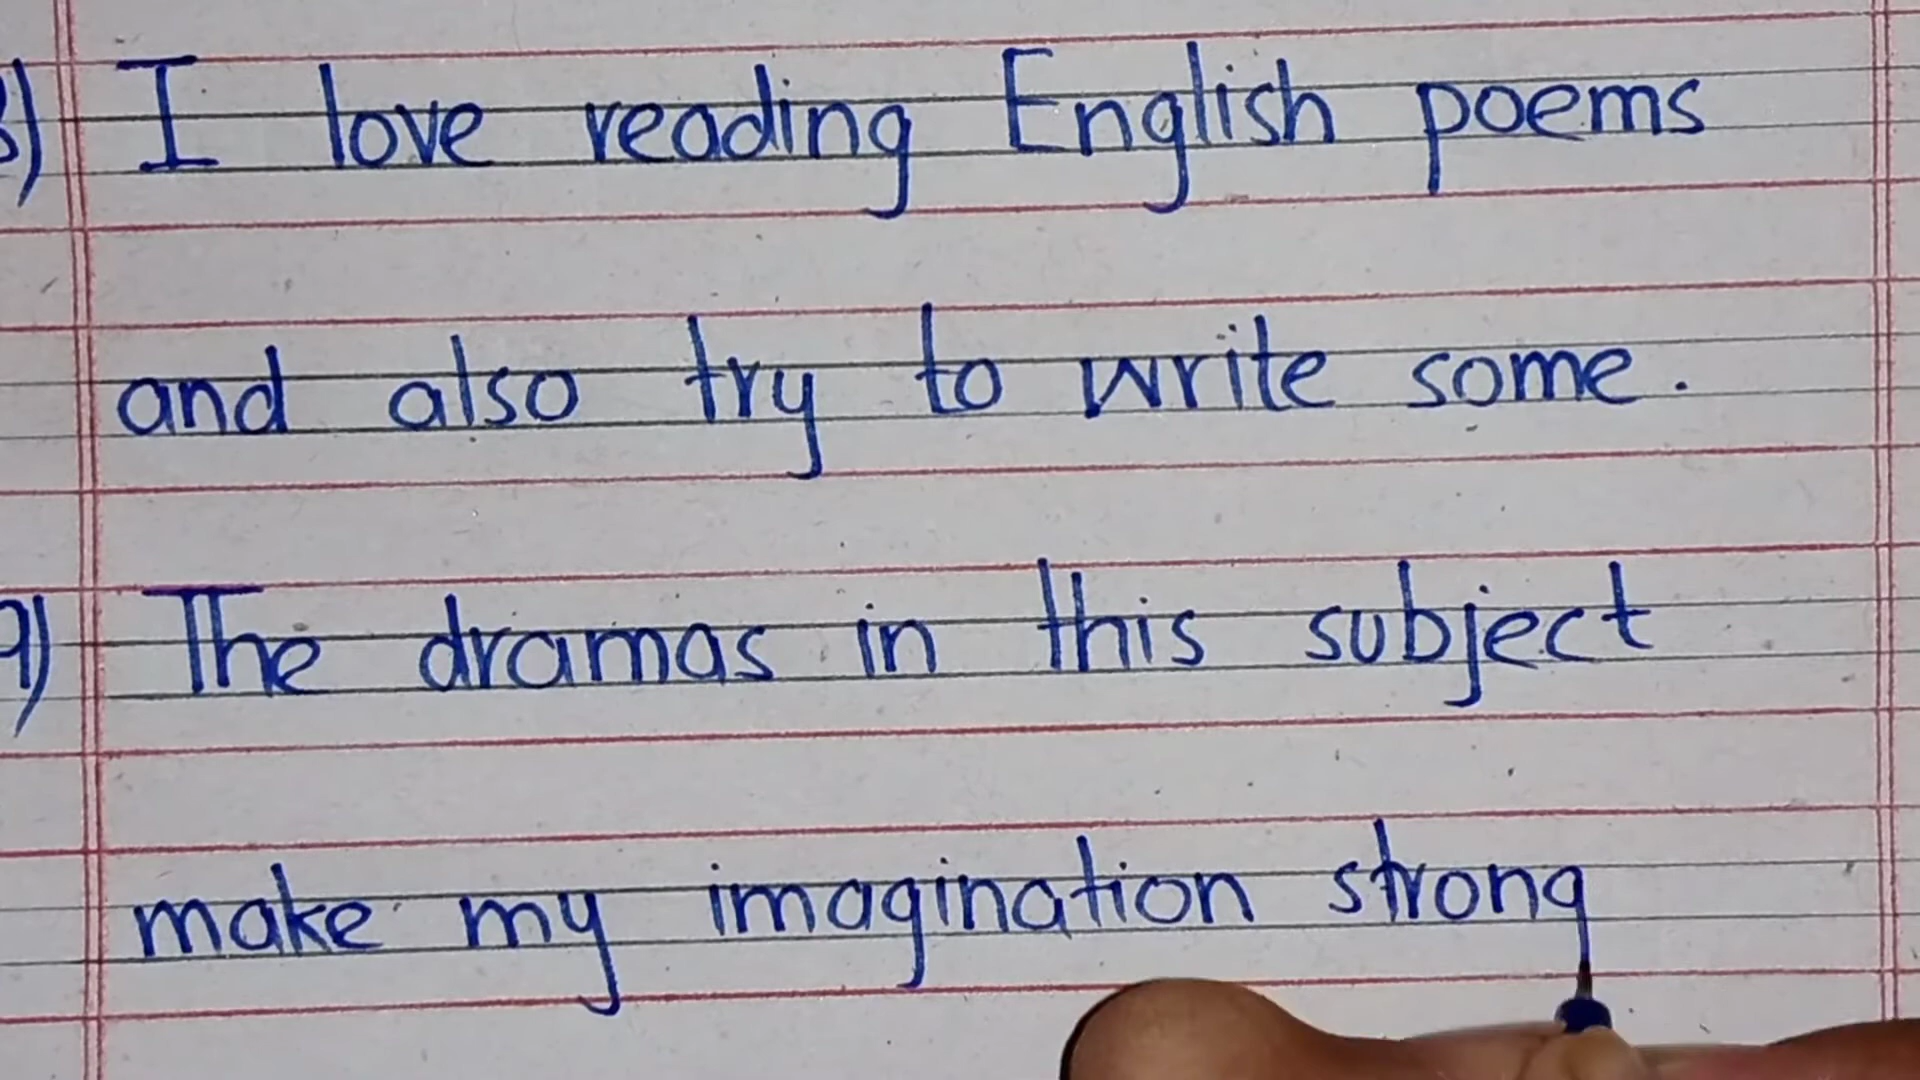 8) I love reading English poems
and also try to write some.
9) The dramas in this subject
make my imagination strong